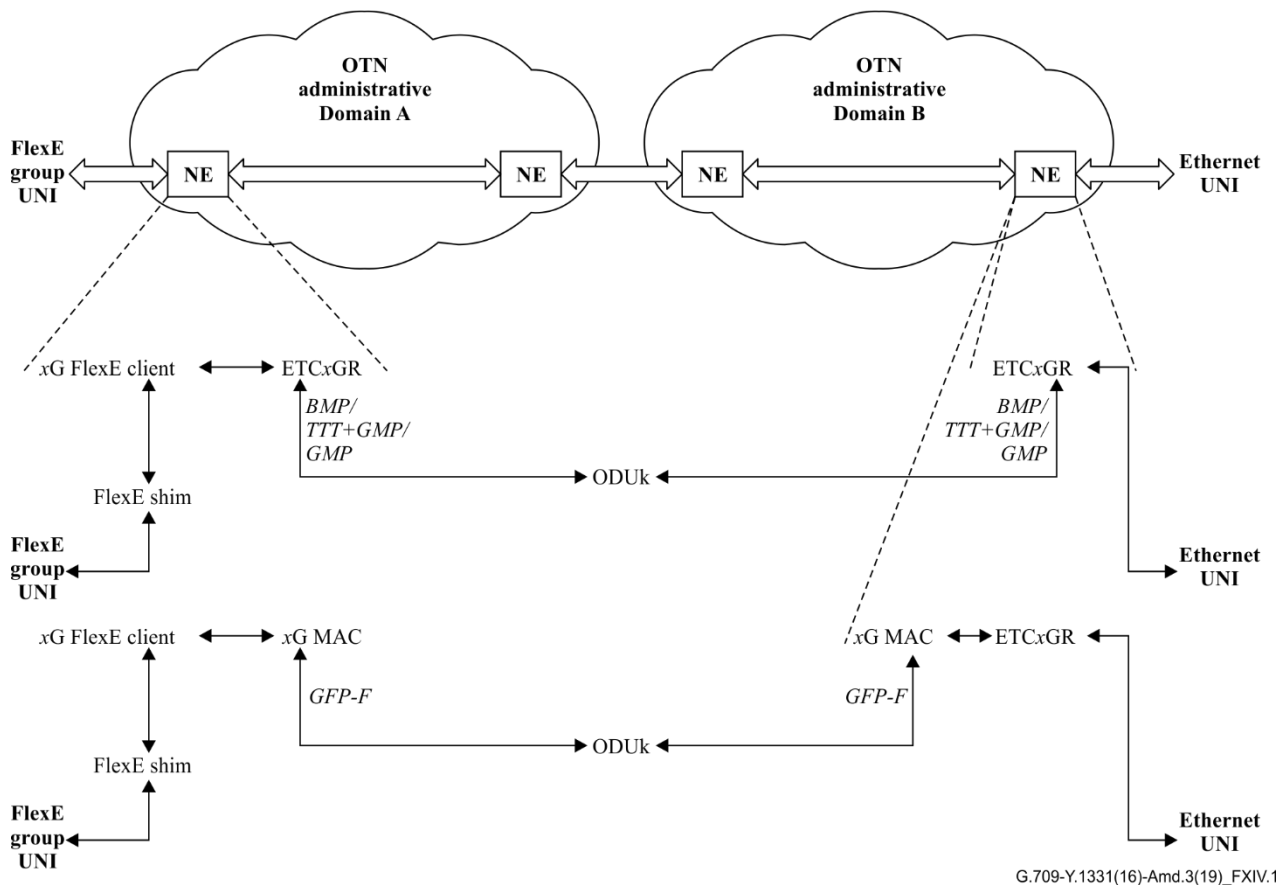 OTN
administrative
Domain A
OTN
administrative
Domain B
FlexE
group
UNI
NE
NE
NE
NE
Ethernet
UNI
xG FlexE client
ETCxGR
ETCxGR
BMP/
TTT+GMP/
GMP
BMP/
TTT+GMP/
GMP
ODUk
FlexE shim
FlexE
group
UNI
Ethernet
UNI
xG FlexE client
xG MAC
xG MAC
ETCxGR
GFP-F
GFP-F
ODUk
FlexE shim
FlexE
group
UNI
Ethernet
UNI
G.709-Y.1331(16)-Amd.3(19)_FXIV.1